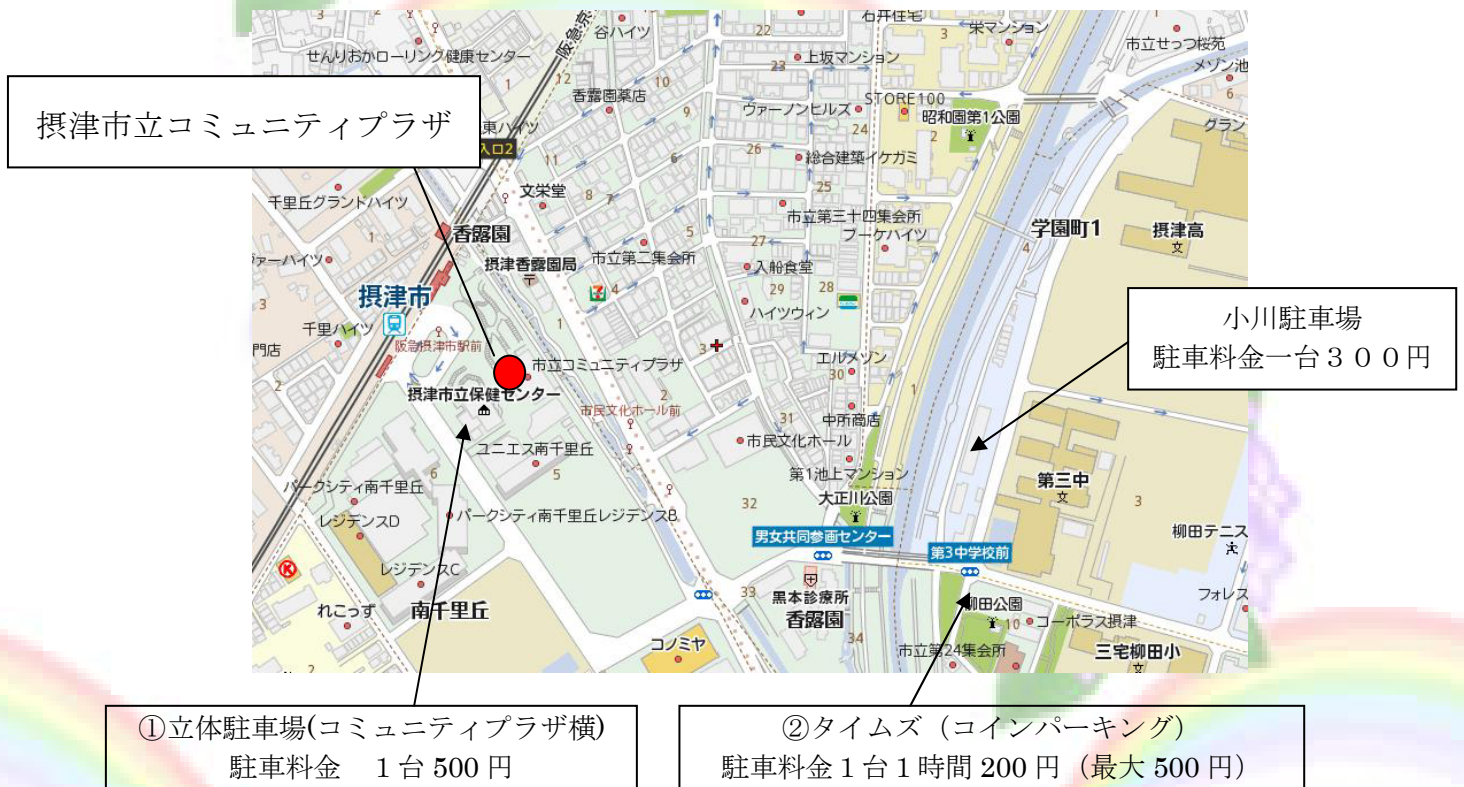 摂津市立コミュニティプラザ
小川駐車場
駐車料金一台３００円
①立体駐車場(コミュニティプラザ横)
駐車料金　１台 500 円
②タイムズ（コインパーキング）
駐車料金１台１時間 200 円（最大 500 円）
せんりおかローリング健康センター
谷ハイツ
石井住宅
栄マンション
市立せっつ桜苑
上坂マンション
香露園薬店
ヴァーノンヒルズ
STORE100
昭和園第1公園
総合建築イケガミ
入口2
文栄堂
千里丘グランドハイツ
香露園
摂津香露園局
市立第二集会所
市立第三十四集会所
ブーケハイツ
学園町1
摂津高
入船食堂
ハイツウィン
摂津市
千里ハイツ
阪急摂津市駅前
市立コミュニティプラザ
エルメゾン
摂津市立保健センター
市民文化ホール前
中所商店
市民文化ホール
ユニエス南千里丘
第1池上マンション
大正川公園
第三中
パークシティ南千里丘
レジデンスD
パークシティ南千里丘レジデンスB
男女共同参画センター
第3中学校前
柳田テニス
レジデンスC
黒本診療所
香露園
柳田公園
コーポラス摂津
れこっず
南千里丘
コノミヤ
市立第24集会所
三宅柳田小